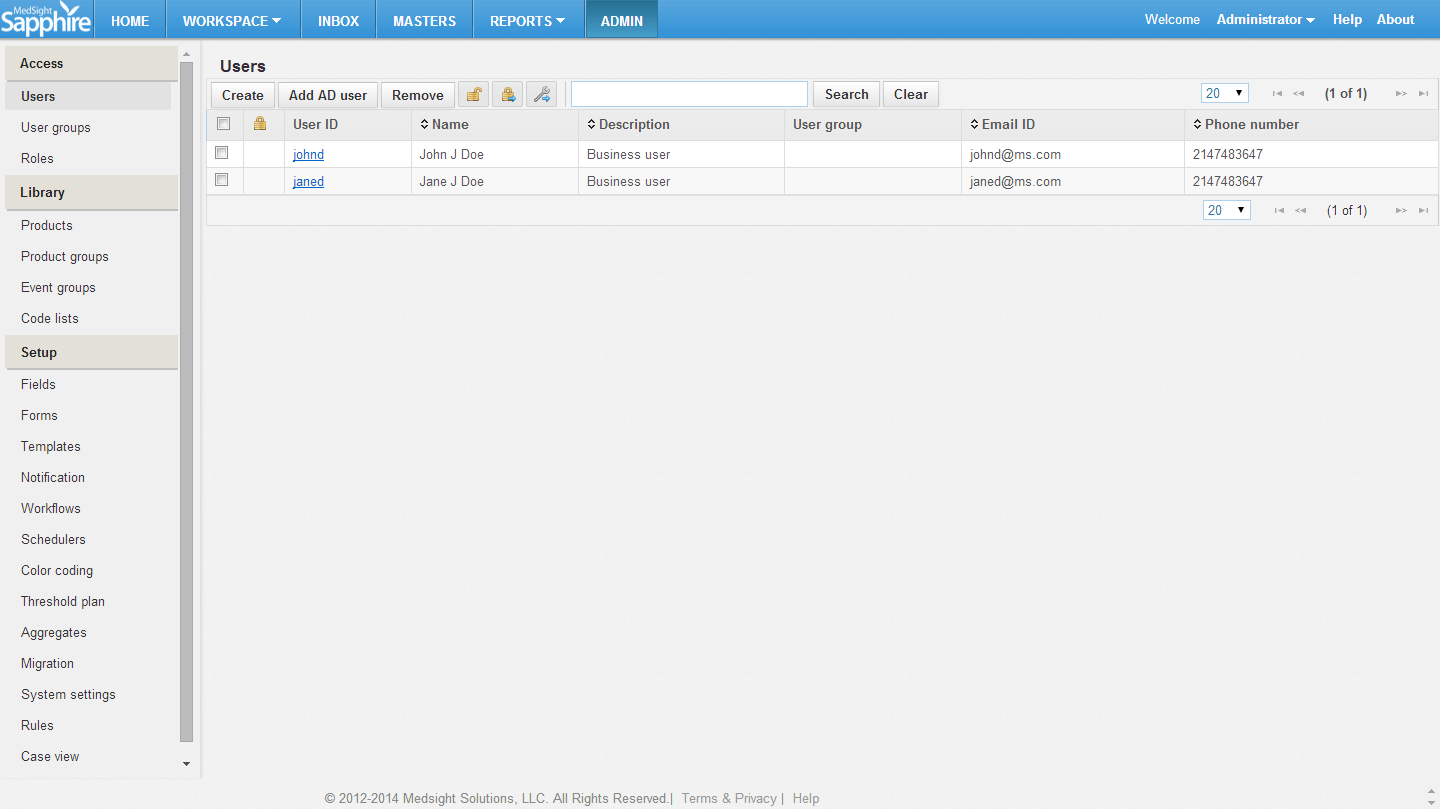 MedSight
Sapphire
HOME WORKSPACE INBOX MASTERS REPORTS ADMIN Welcome Administrator Help About
Access
Users
User groups
Roles
Library
Products
Product groups
Event groups
Code lists
Setup
Fields
Forms
Templates
Notification
Workflows
Schedulers
Color coding
Threshold plan
Aggregates
Migration
System settings
Rules
Case view
Users
Create Add AD user Remove Search Clear 20 (1 of 1)
User ID Name Description User group Email ID Phone number
johnd John J Doe Business user johnd@ms.com 2147483647
janed Jane J Doe Business user janed@ms.com 2147483647
20 (1 of 1)
© 2012-2014 Medsight Solutions, LLC. All Rights Reserved.| Terms & Privacy | Help